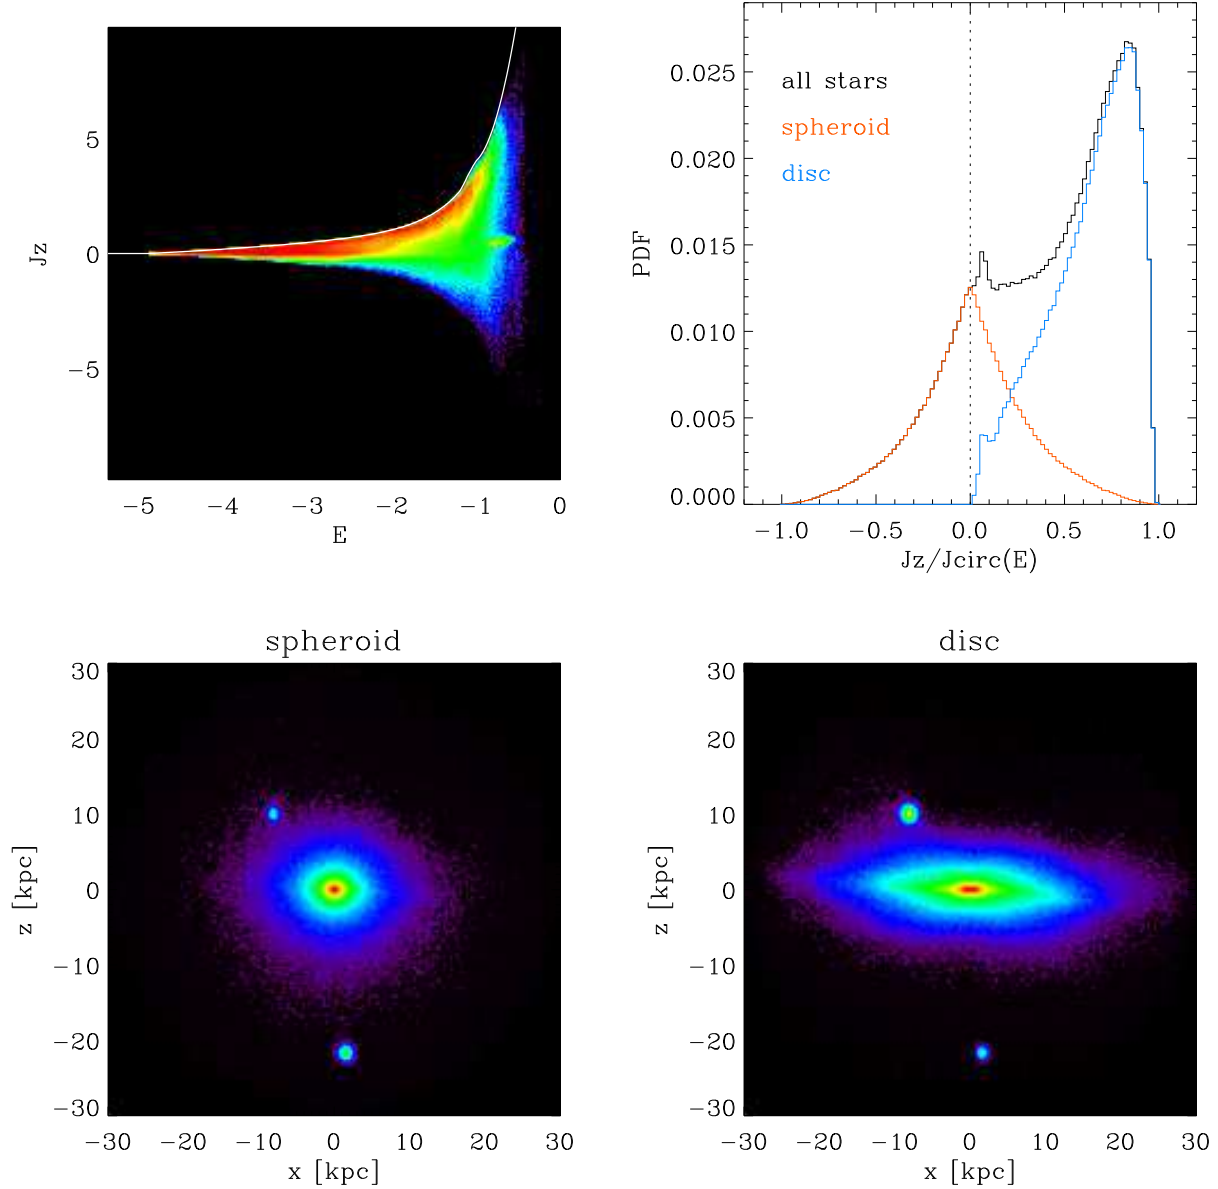 5
0
−5
Jz
−5 −4 −3 −2 −1 0
E
all stars
spheroid
disc
0.025
0.020
0.015
0.010
0.005
0.000
PDF
−1.0 −0.5 0.0 0.5 1.0
Jz/Jcirc(E)
spheroid
30
20
10
0
−10
−20
−30
z [kpc]
−30 −20 −10 0 10 20 30
x [kpc]
disc
30
20
10
0
−10
−20
−30
z [kpc]
−30 −20 −10 0 10 20 30
x [kpc]